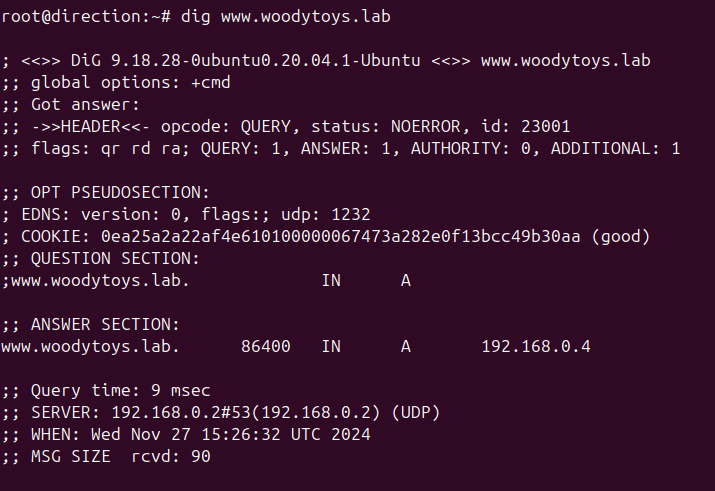 root@direction:~# dig www.woodytoys.lab
; <<>> DiG 9.18.28-0ubuntu0.20.04.1-Ubuntu <<>> www.woodytoys.lab
;; global options: +cmd
;; Got answer:
;; ->>HEADER<<- opcode: QUERY, status: NOERROR, id: 23001
;; flags: qr rd ra; QUERY: 1, ANSWER: 1, AUTHORITY: 0, ADDITIONAL: 1
;; OPT PSEUDOSECTION:
; EDNS: version: 0, flags:; udp: 1232
; COOKIE: 0ea25a2a22af4e610100000067473a282e0f13bcc49b30aa (good)
;; QUESTION SECTION:
;www.woodytoys.lab. IN A
;; ANSWER SECTION:
www.woodytoys.lab. 86400 IN A 192.168.0.4
;; Query time: 9 msec
;; SERVER: 192.168.0.2#53(192.168.0.2) (UDP)
;; WHEN: Wed Nov 27 15:26:32 UTC 2024
;; MSG SIZE rcvd: 90